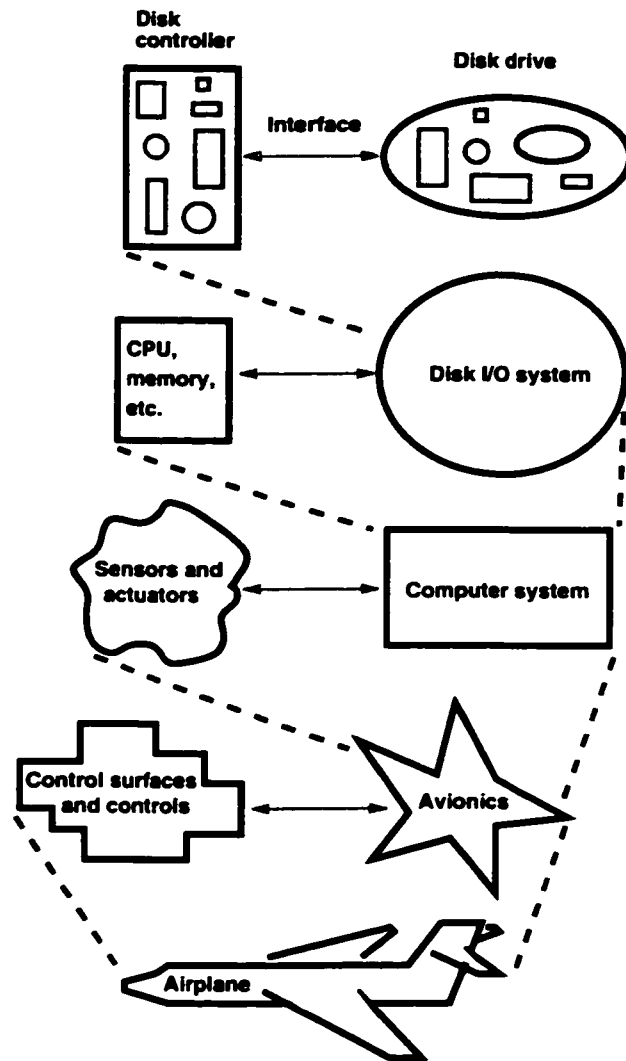 Disk
controller
Disk drive
Interface
CPU,
memory,
etc.
Disk I/O system
Sensors and
actuators
Computer system
Control surfaces
and controls
Avionics
Airplane